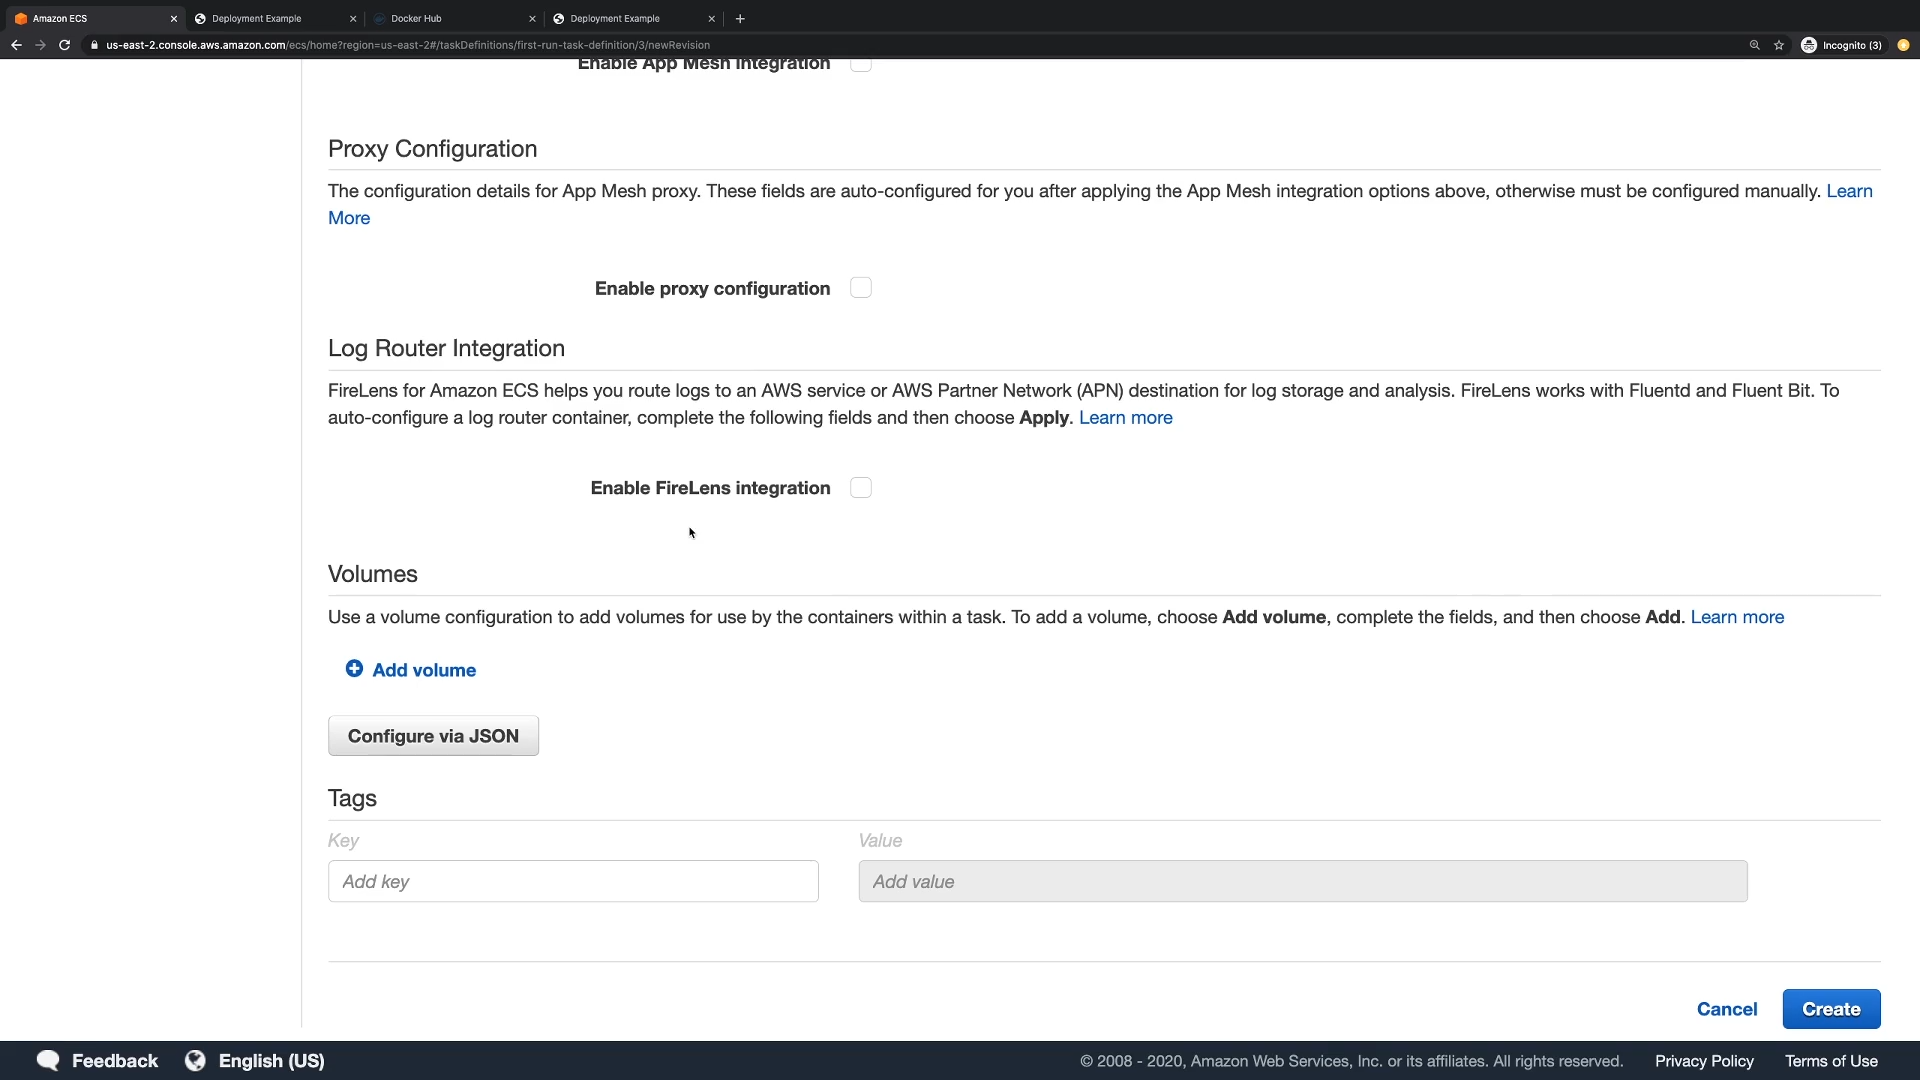 Amazon ECS
Deployment Example
Docker Hub
Deployment Example
us-east-2.console.aws.amazon.com/ecs/home?region=us-east-2#/taskDefinitions/first-run-task-definition/3/newRevision
Incognito (3)
Enable App Mesh integration
Proxy Configuration
The configuration details for App Mesh proxy. These fields are auto-configured for you after applying the App Mesh integration options above, otherwise must be configured manually. Learn
More
Enable proxy configuration
Log Router Integration
FireLens for Amazon ECS helps you route logs to an AWS service or AWS Partner Network (APN) destination for log storage and analysis. FireLens works with Fluentd and Fluent Bit. To
auto-configure a log router container, complete the following fields and then choose Apply. Learn more
Enable FireLens integration
Volumes
Use a volume configuration to add volumes for use by the containers within a task. To add a volume, choose Add volume, complete the fields, and then choose Add. Learn more
Add volume
Configure via JSON
Tags
Key
Value
Add key
Add value
Cancel
Create
Feedback
English (US)
© 2008 - 2020, Amazon Web Services, Inc. or its affiliates. All rights reserved.
Privacy Policy
Terms of Use